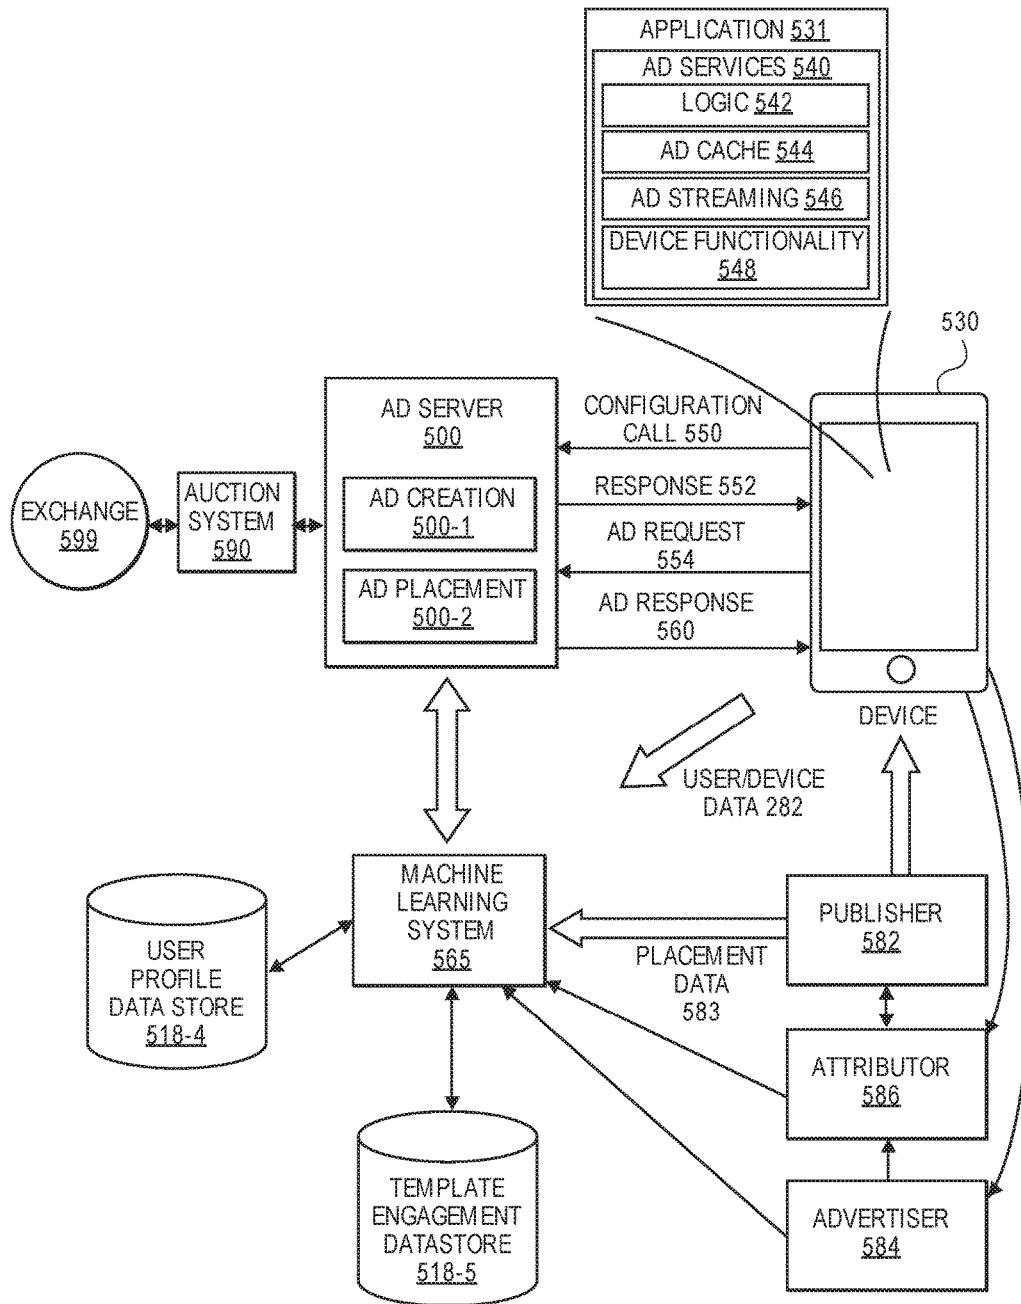 APPLICATION 531
AD SERVICES 540
LOGIC 542
AD CACHE 544
AD STREAMING 546
DEVICE FUNCTIONALITY
548
530
AD SERVER
500
AD CREATION
500-1
AD PLACEMENT
500-2
EXCHANGE
599
AUCTION
SYSTEM
590
CONFIGURATION
CALL 550
RESPONSE 552
AD REQUEST
554
AD RESPONSE
560
DEVICE
USER/DEVICE
DATA 282
MACHINE
LEARNING
SYSTEM
565
USER
PROFILE
DATA STORE
518-4
PLACEMENT
DATA
583
PUBLISHER
582
ATTRIBUTOR
586
TEMPLATE
ENGAGEMENT
DATASTORE
518-5
ADVERTISER
584